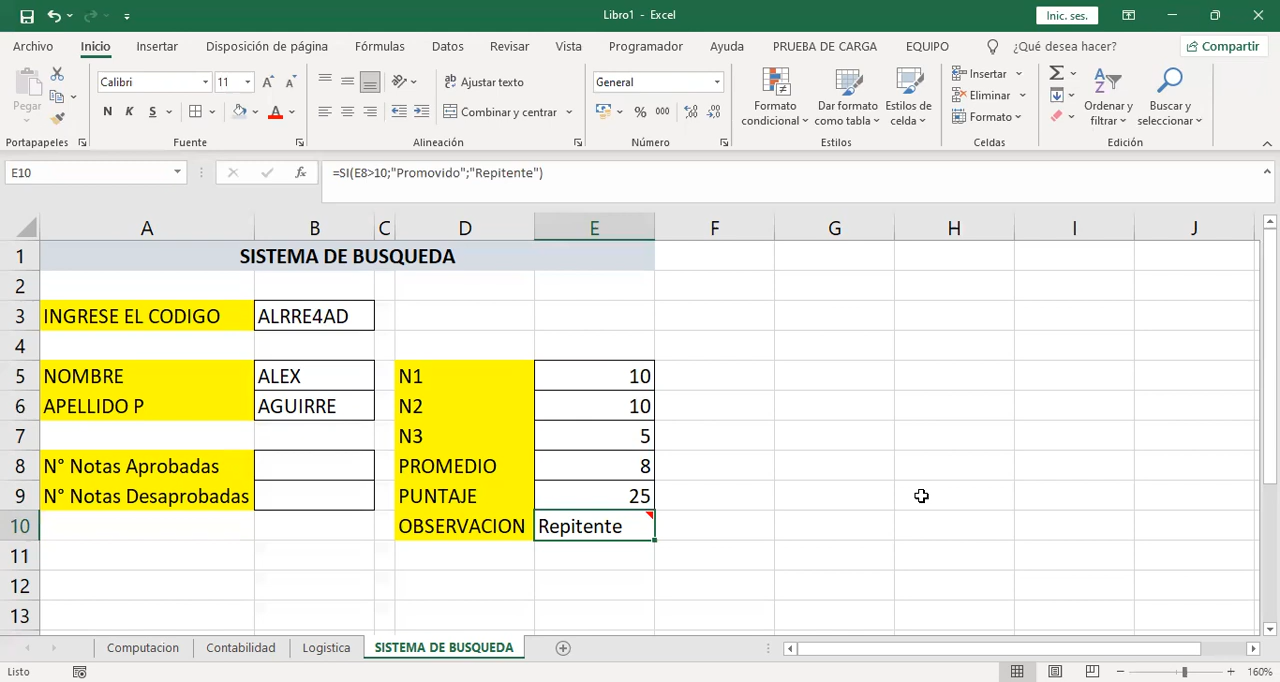 Libro1 - Excel
Inic. ses.
Archivo Inicio Insertar Disposición de página Fórmulas Datos Revisar Vista Programador Ayuda PRUEBA DE CARGA EQUIPO ¿Qué desea hacer? Compartir
Pegar
Calibri 11
Ajustar texto
General
Formato condicional
Dar formato como tabla
Estilos de celda
Insertar
Eliminar
Formato
Ordenar y filtrar
Buscar y seleccionar
N K S A
Combinar y centrar
% 000
Portapapeles Fuente Alineación Número Estilos Celdas Edición
E10 fx =SI(E8>10;"Promovido";"Repitente")
A B C D E F G H I J
1 SISTEMA DE BUSQUEDA
2
3 INGRESE EL CODIGO ALRRE4AD
4
5 NOMBRE ALEX N1 10
6 APELLIDO P AGUIRRE N2 10
7 N3 5
8 N° Notas Aprobadas PROMEDIO 8
9 N° Notas Desaprobadas PUNTAJE 25
10 OBSERVACION Repitente
11
12
13
Computacion Contabilidad Logistica SISTEMA DE BUSQUEDA
Listo 160%